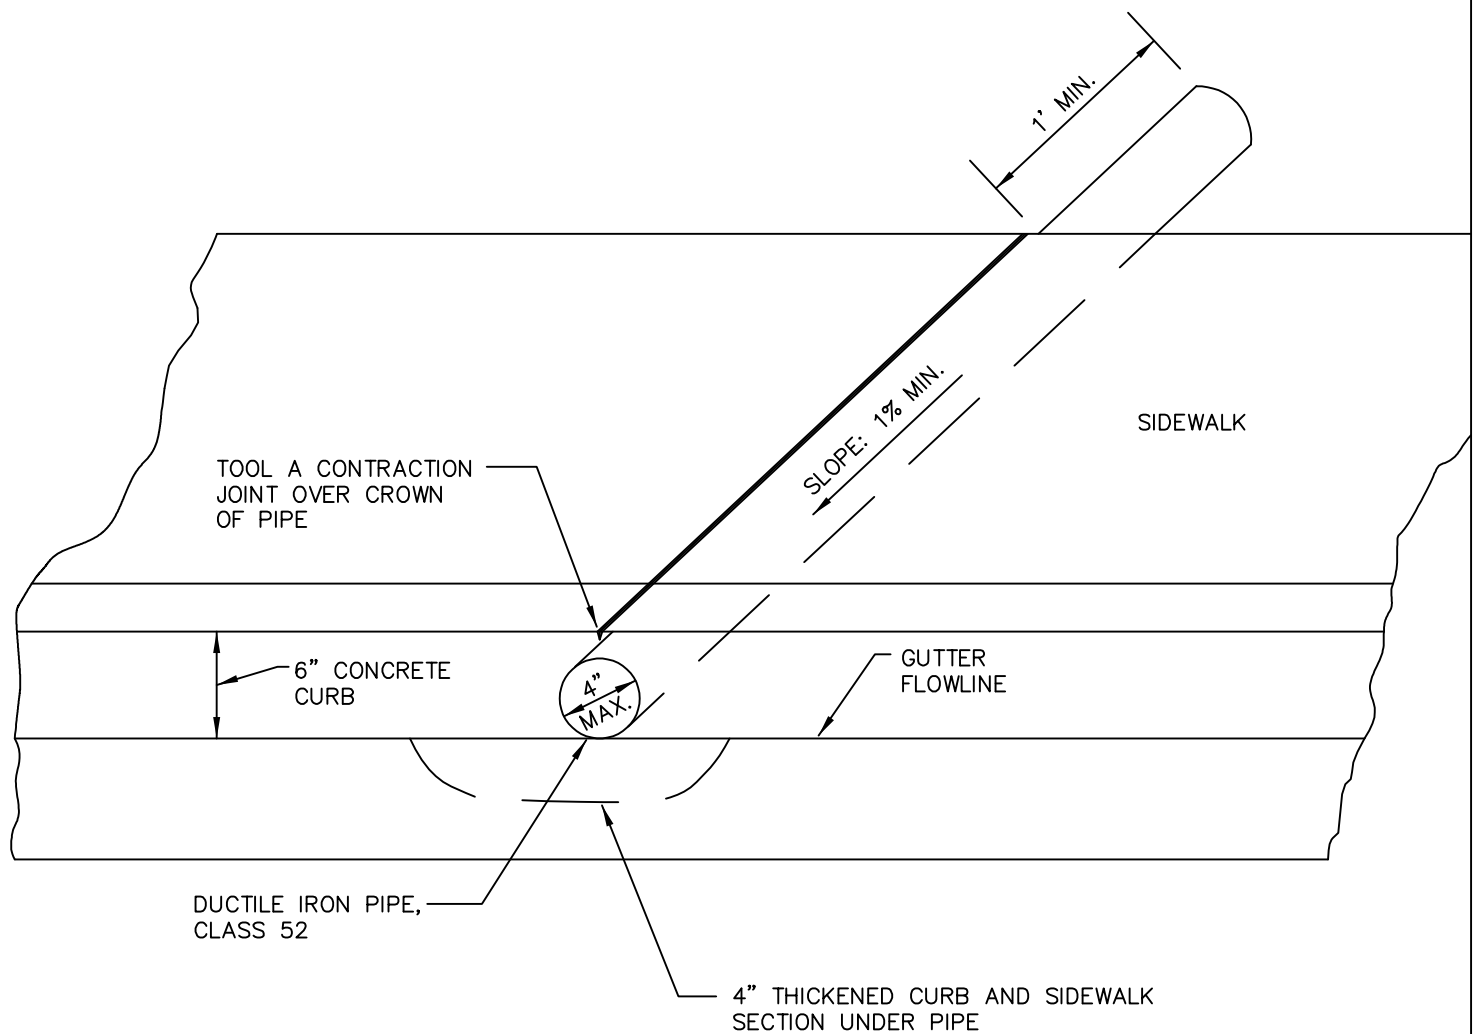 1' MIN.
SLOPE: 1% MIN.
SIDEWALK
TOOL A CONTRACTION
JOINT OVER CROWN
OF PIPE
6" CONCRETE
CURB
4"
MAX.
GUTTER
FLOWLINE
DUCTILE IRON PIPE,
CLASS 52
4" THICKENED CURB AND SIDEWALK
SECTION UNDER PIPE